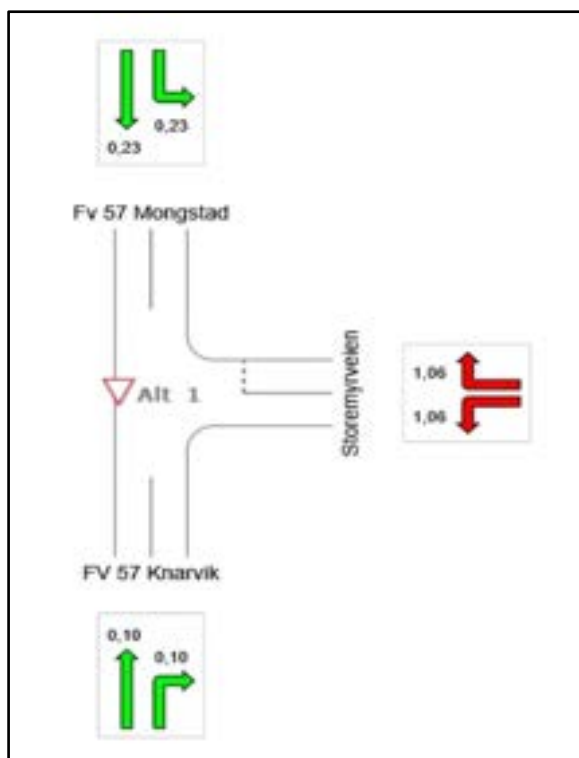 0,23
0,23
Fv 57 Mongstad
Alt 1
Storemyrveien
1,06
1,06
FV 57 Knarvik
0,10
0,10